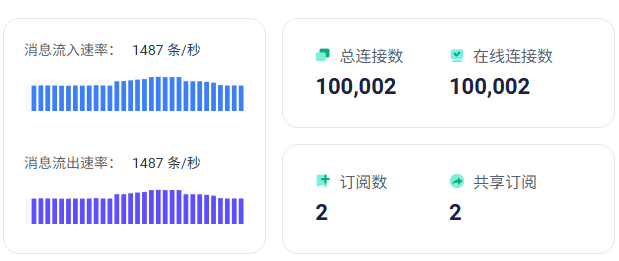 消息流入速率： 1487 条/秒
消息流出速率： 1487 条/秒
总连接数 在线连接数
100,002 100,002
订阅数 共享订阅
2 2